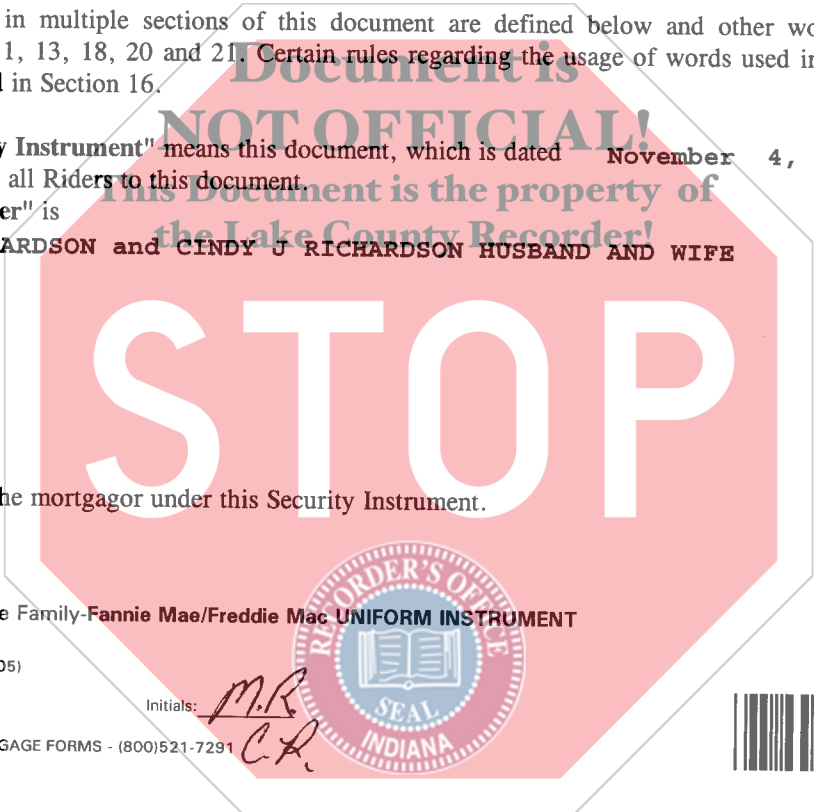 in multiple sections of this document are defined below and other wo
1, 13, 18, 20 and 21. Certain rules regarding the usage of words used in
in Section 16.
Document is
NOT OFFICIAL!
This Document is the property of
the Lake County Recorder!
Instrument" means this document, which is dated November 4,
all Riders to this document.
er" is
ARDSON and CINDY J RICHARDSON HUSBAND AND WIFE
STOP
he mortgagor under this Security Instrument.
e Family-Fannie Mae/Freddie Mac UNIFORM INSTRUMENT
05)
Initials: M.R.
C.R.
GAGE FORMS - (800)521-7291
RECORDER'S OFFICE
SEAL
INDIANA